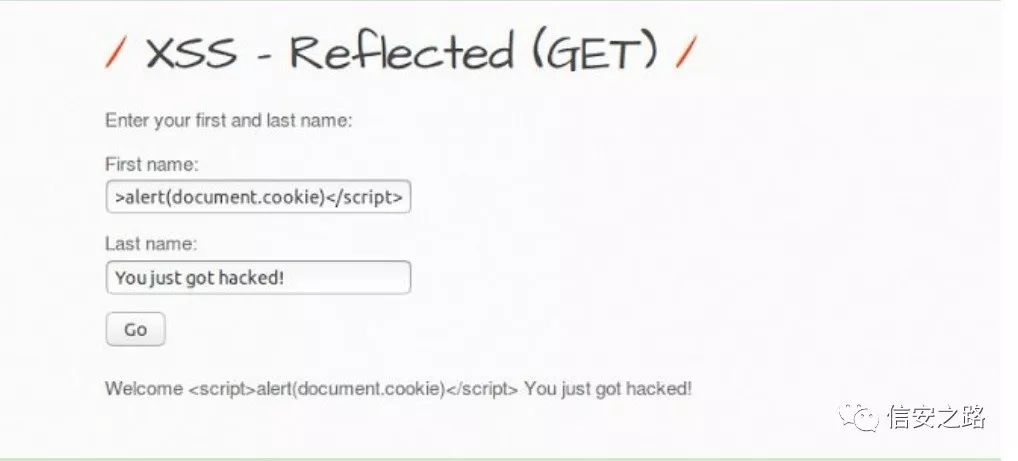 / XSS - Reflected (GET) /
Enter your first and last name:
First name:
>alert(document.cookie)</script>
Last name:
You just got hacked!
Go
Welcome <script>alert(document.cookie)</script> You just got hacked!
信安之路